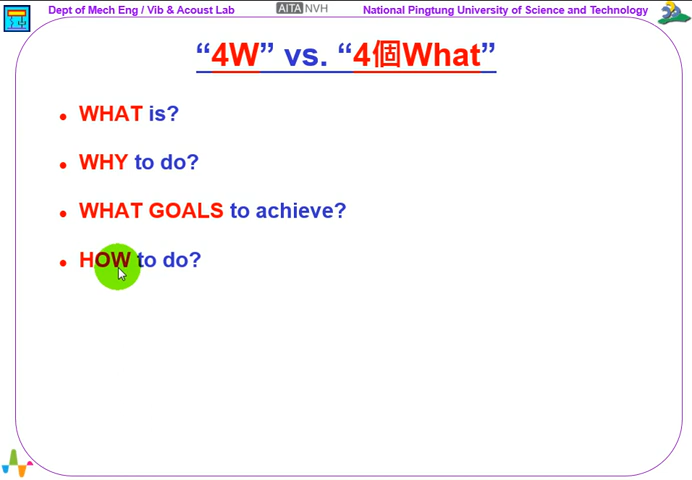 Dept of Mech Eng / Vib & Acoust Lab AITA NVH National Pingtung University of Science and Technology
“4W” vs. “4個What”
• WHAT is?
• WHY to do?
• WHAT GOALS to achieve?
• HOW to do?